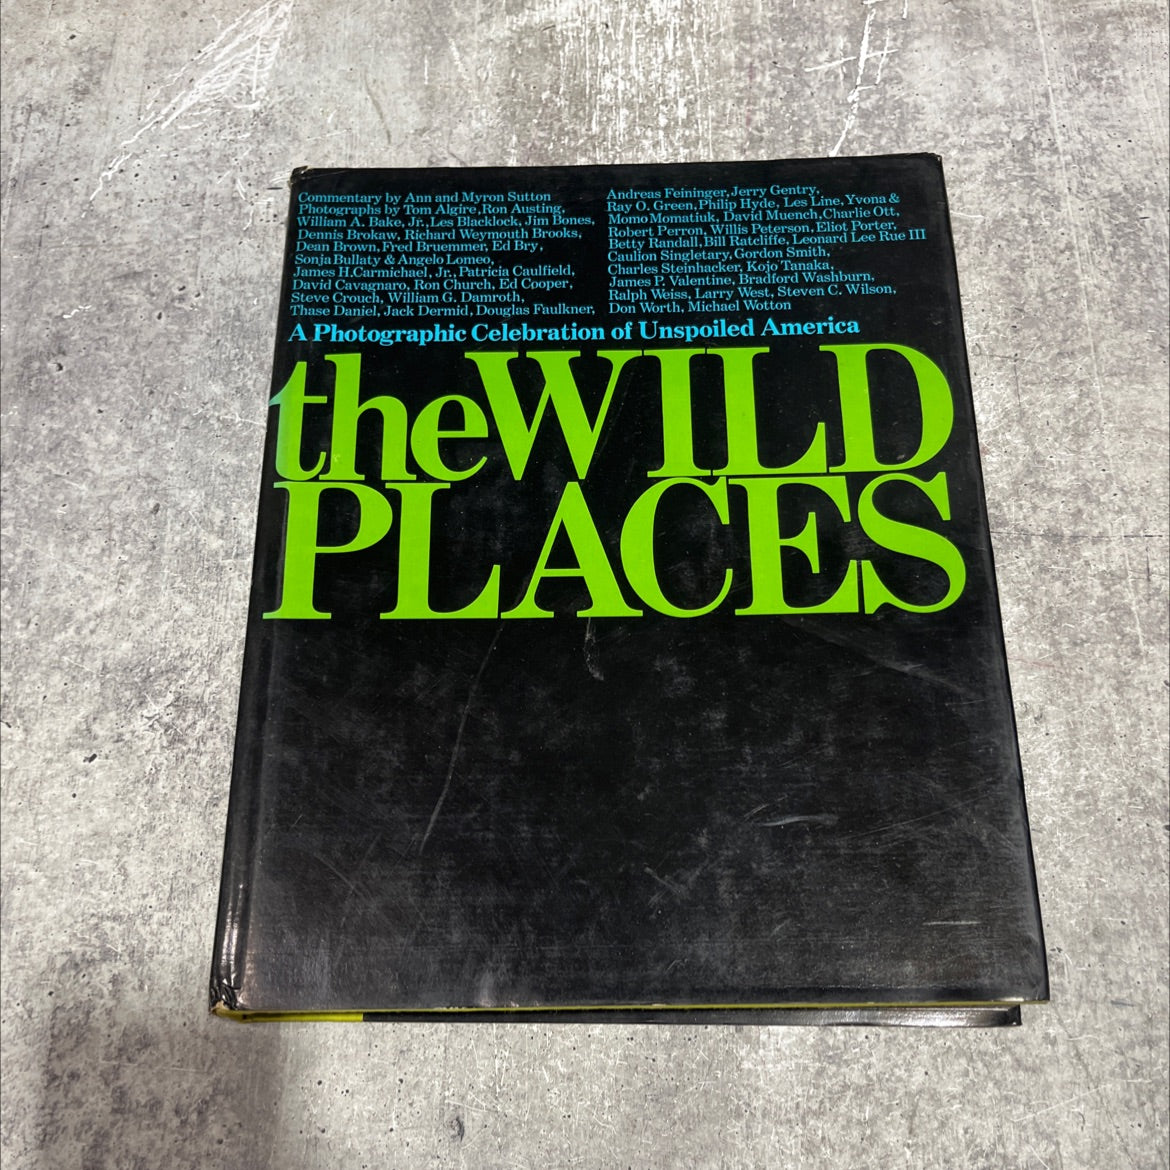 Commentary by Ann and Myron Sutton
Photographs by Tom Algire, Ron Austing,
William A. Bake, Jr., Les Blacklock, Jim Bones,
Dennis Brokaw, Richard Weymouth Brooks,
Dean Brown, Fred Bruemmer, Ed Bry,
Sonja Bullaty & Angelo Lomeo,
James H. Carmichael, Jr., Patricia Caulfield,
David Cavagnaro, Ron Church, Ed Cooper,
Steve Crouch, William G. Damroth,
Thase Daniel, Jack Dermid, Douglas Faulkner,
Andreas Feininger, Jerry Gentry,
Ray O. Green, Philip Hyde, Les Line, Yvona &
Momo Momatiuk, David Muench, Charlie Ott,
Robert Perron, Willis Peterson, Eliot Porter,
Betty Randall, Bill Ratcliffe, Leonard Lee Rue III
Caulion Singletary, Gordon Smith,
Charles Steinhacker, Kojo Tanaka,
James P. Valentine, Bradford Washburn,
Ralph Weiss, Larry West, Steven C. Wilson,
Don Worth, Michael Wotton
A Photographic Celebration of Unspoiled America
the WILD
PLACES